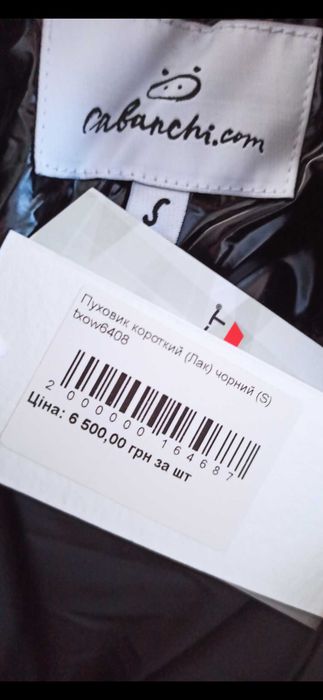 cabanchi.com
S
Пуховик короткий (Лак) чорний (S)
txow6408
2 000000 164687
Ціна: 6 500,00 грн за шт